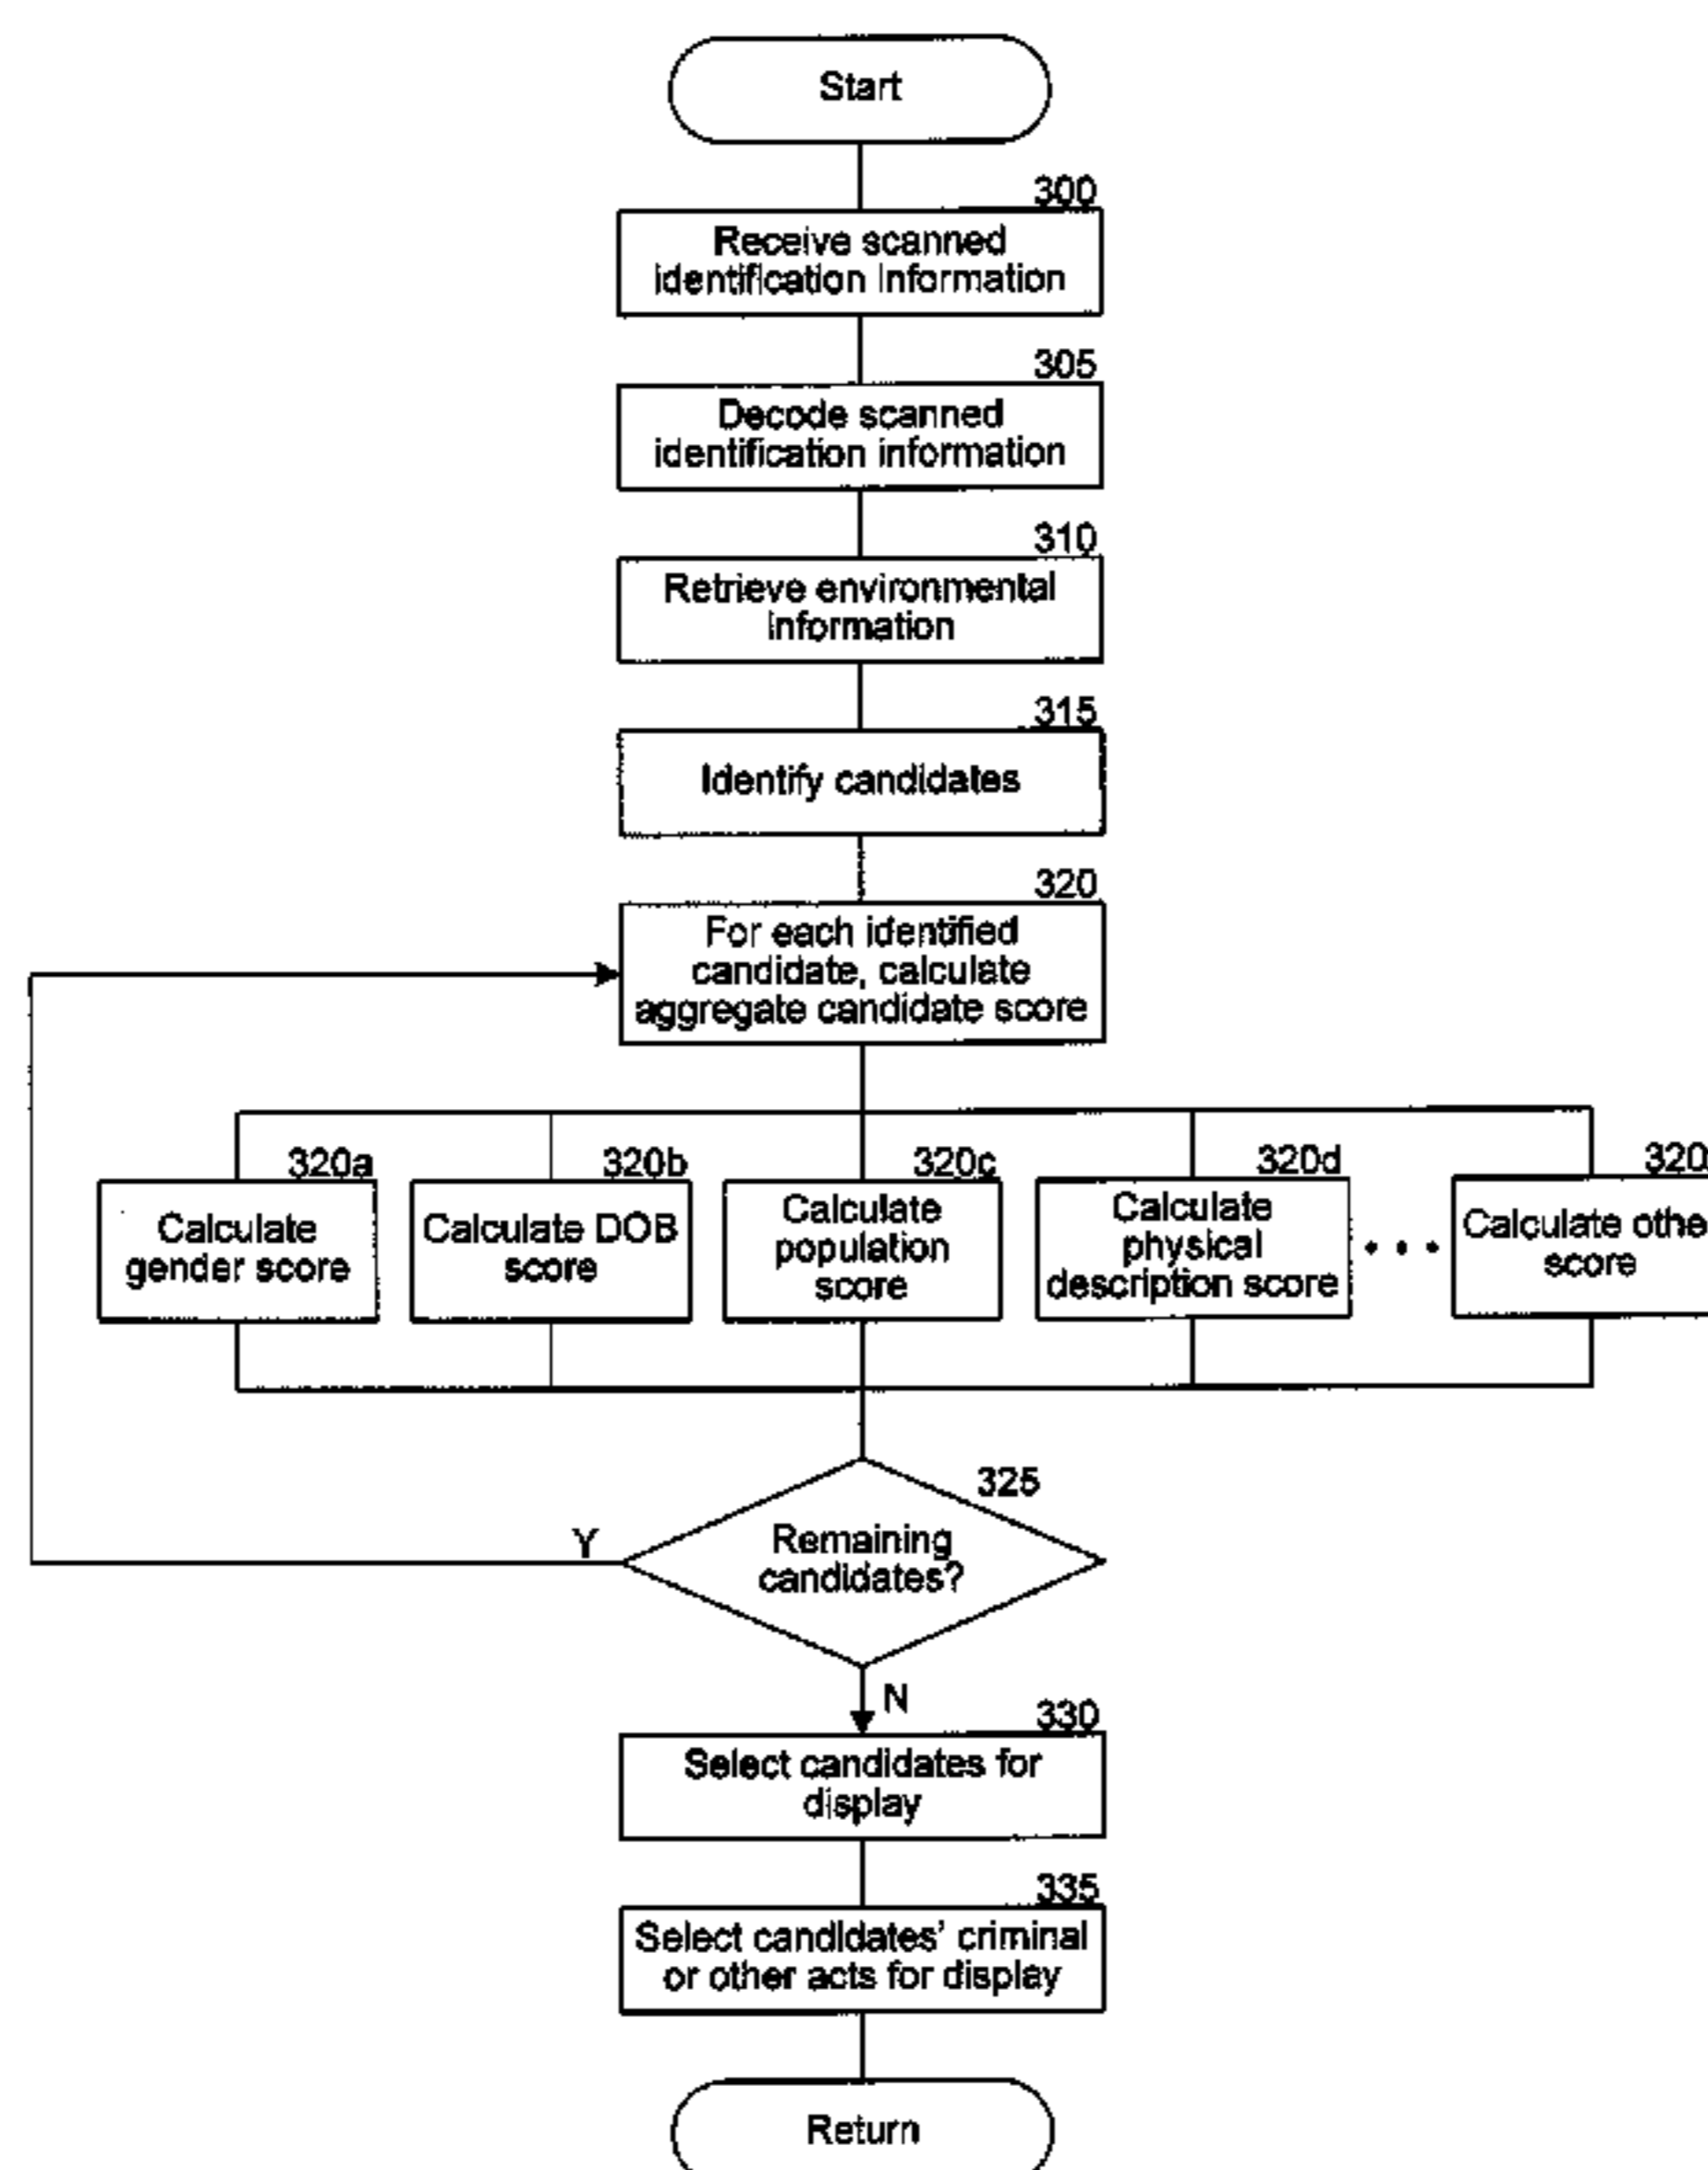 Start
300
Receive scanned
identification information
305
Decode scanned
identification information
310
Retrieve environmental
information
315
Identify candidates
320
For each identified
candidate, calculate
aggregate candidate score
320a
Calculate
gender score
320b
Calculate DOB
score
320c
Calculate
population
score
320d
Calculate
physical
description score
• • •
320
Calculate othe
score
325
Remaining
candidates?
Y
N
330
Select candidates for
display
335
Select candidates' criminal
or other acts for display
Return